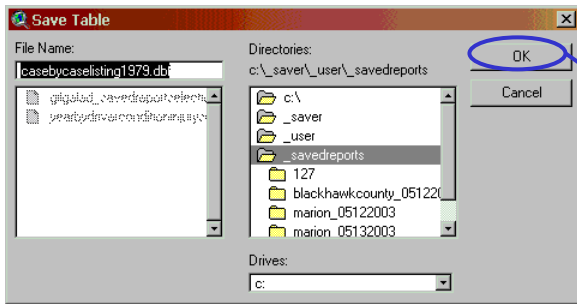 Save Table
File Name:
casebycaselisting1979.dbf
Directories:
c:\_saver\_user\_savedreports
OK
Cancel
c:\
_saver
_user
_savedreports
127
blackhawkcounty_05122
marion_05122003
marion_05132003
Drives:
c: